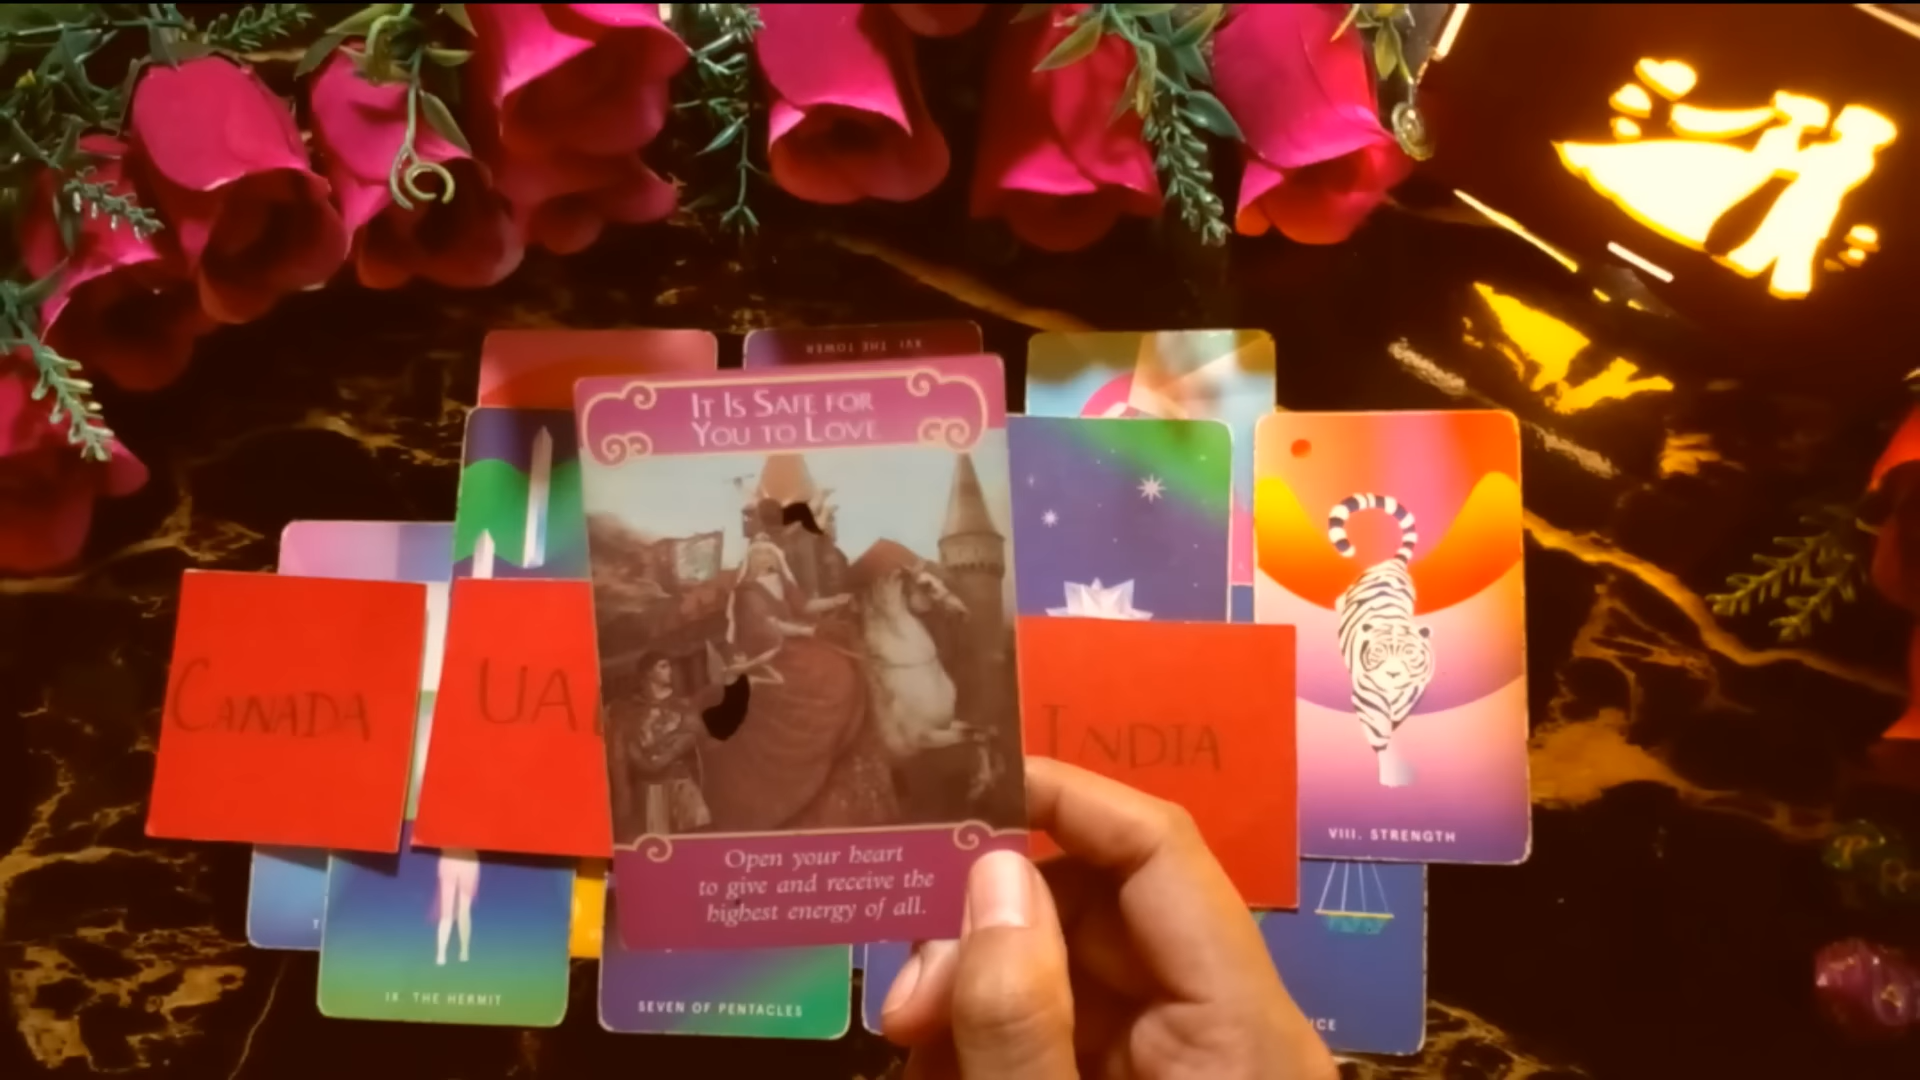 XVI. THE TOWER
IT IS SAFE FOR
YOU TO LOVE
CANADA
UA
INDIA
VIII. STRENGTH
Open your heart
to give and receive the
highest energy of all.
IX. THE HERMIT
SEVEN OF PENTACLES